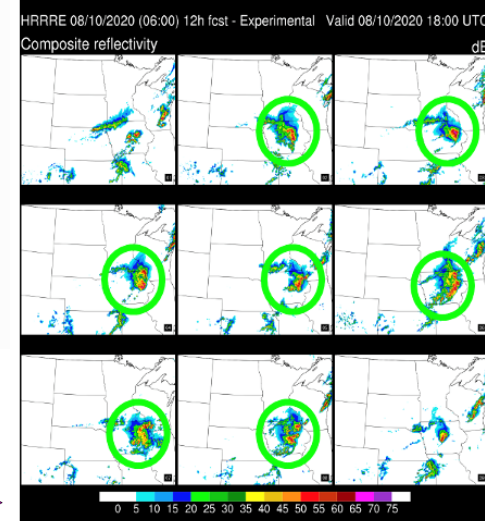 HRRRE 08/10/2020 (06:00) 12h fcst - Experimental Valid 08/10/2020 18:00 UTC
Composite reflectivity
0 5 10 15 20 25 30 35 40 45 50 55 60 65 70 75